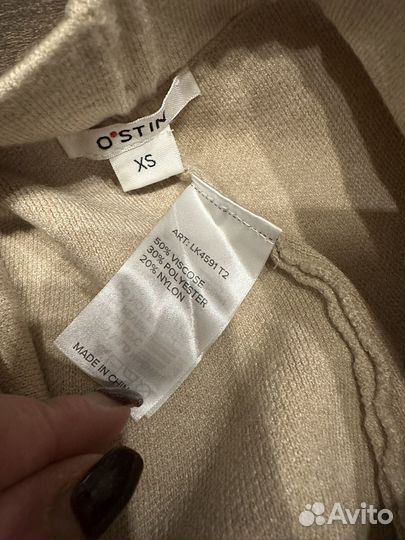 O'STIN
XS
ART: LK4591T2
50% VISCOSE
30% POLYESTER
20% NYLON
MADE IN CHIN
Avito